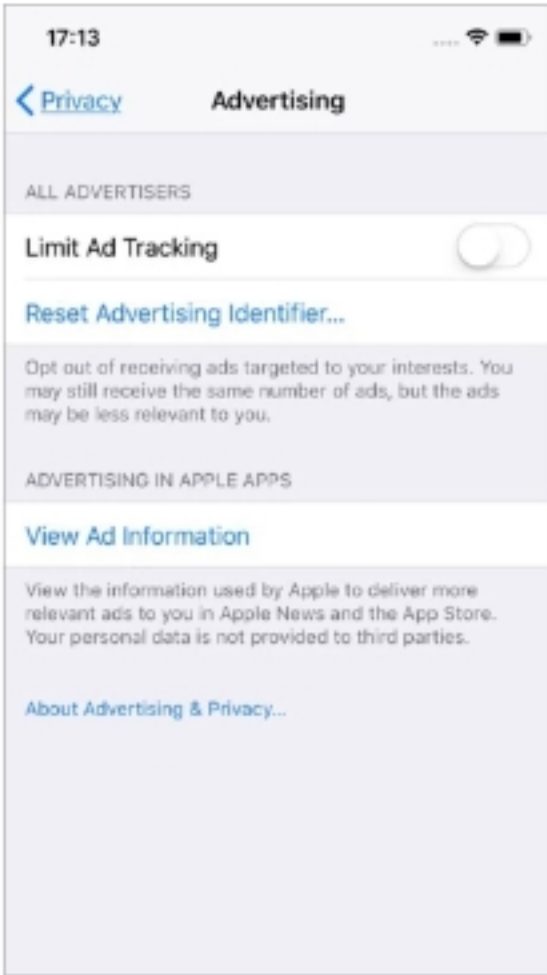 17:13
Privacy
Advertising
ALL ADVERTISERS
Limit Ad Tracking
Reset Advertising Identifier...
Opt out of receiving ads targeted to your interests. You
may still receive the same number of ads, but the ads
may be less relevant to you.
ADVERTISING IN APPLE APPS
View Ad Information
View the information used by Apple to deliver more
relevant ads to you in Apple News and the App Store.
Your personal data is not provided to third parties.
About Advertising & Privacy...